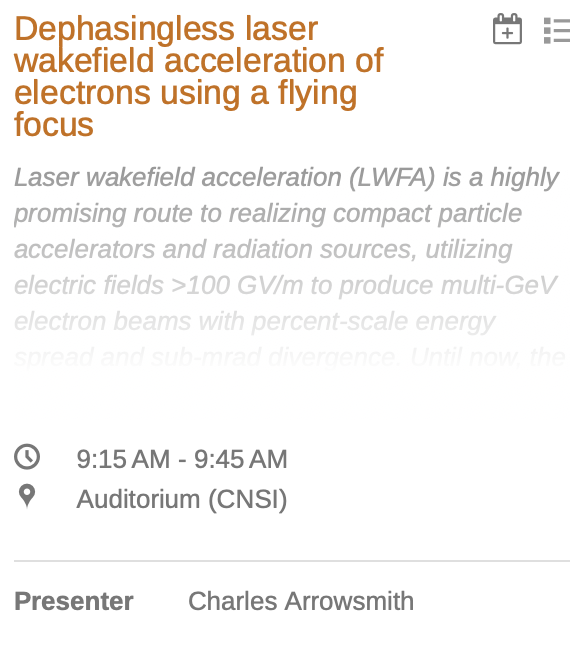 Dephasingless laser
wakefield acceleration of
electrons using a flying
focus
Laser wakefield acceleration (LWFA) is a highly
promising route to realizing compact particle
accelerators and radiation sources, utilizing
electric fields >100 GV/m to produce multi-GeV
electron beams with percent-scale energy
spread and sub-mrad divergence. Until now, the
9:15 AM - 9:45 AM
Auditorium (CNSI)
Presenter Charles Arrowsmith